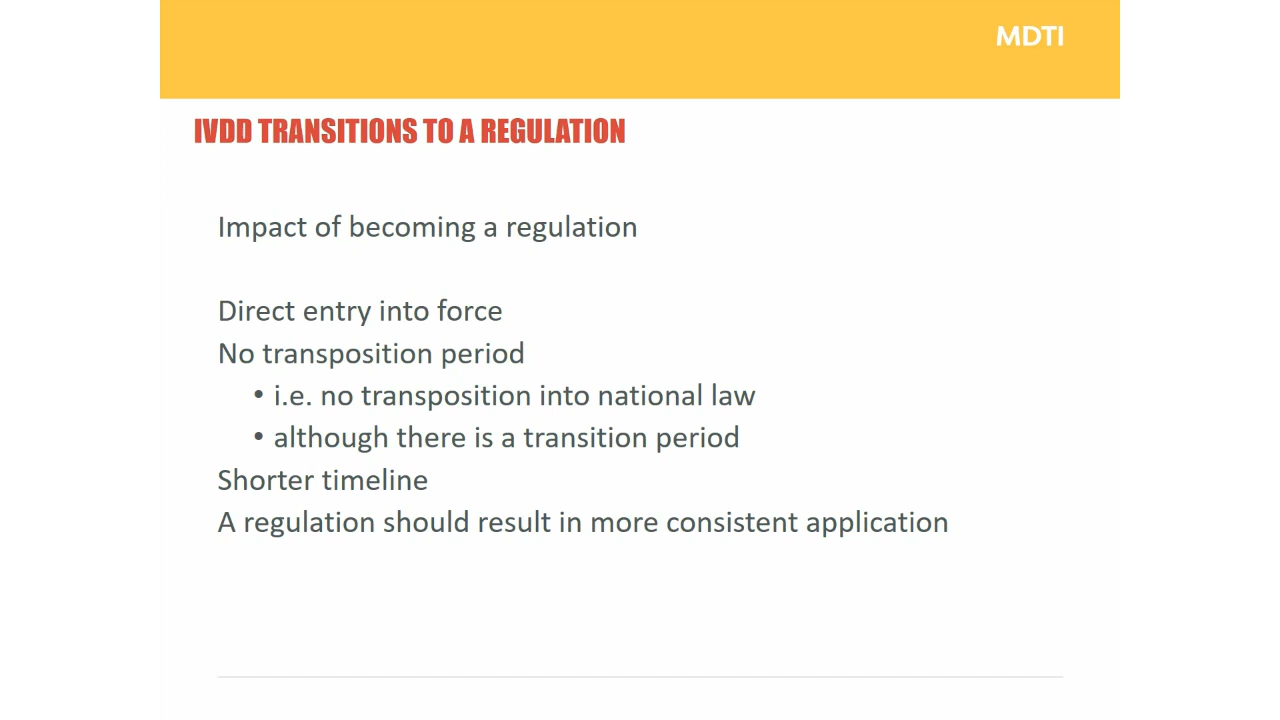 MDTI
IVDD TRANSITIONS TO A REGULATION
Impact of becoming a regulation
Direct entry into force
No transposition period
• i.e. no transposition into national law
• although there is a transition period
Shorter timeline
A regulation should result in more consistent application